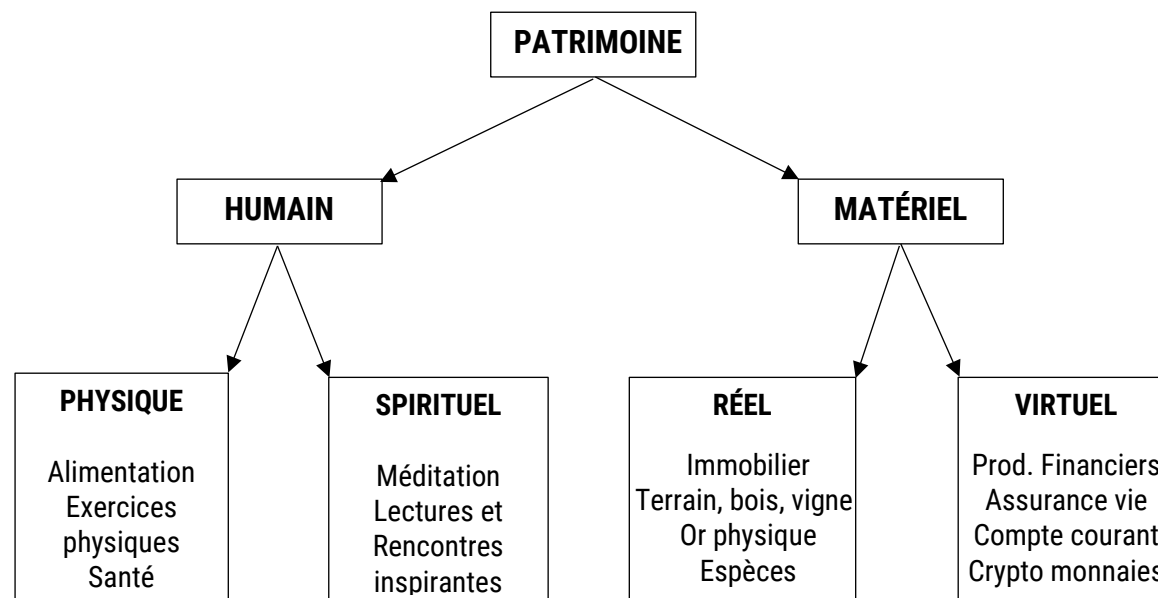 PATRIMOINE
HUMAIN
MATÉRIEL
PHYSIQUE
Alimentation
Exercices
physiques
Santé
SPIRITUEL
Méditation
Lectures et
Rencontres
inspirantes
RÉEL
Immobilier
Terrain, bois, vigne
Or physique
Espèces
VIRTUEL
Prod. Financiers
Assurance vie
Compte courant
Crypto monnaies